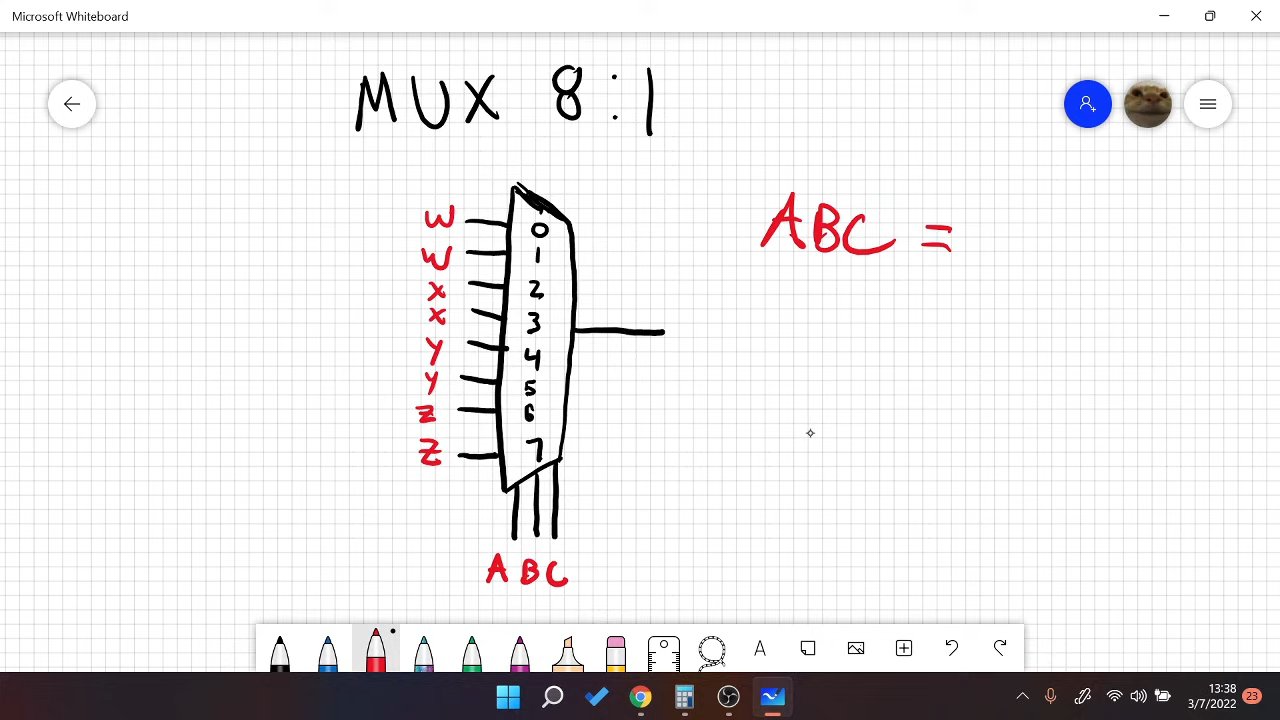 Microsoft Whiteboard
MUX 8:1
W 0
W 1
X 2
X 3
Y 4
Y 5
Z 6
Z 7
A B C
ABC =
A
13:38
3/7/2022
23